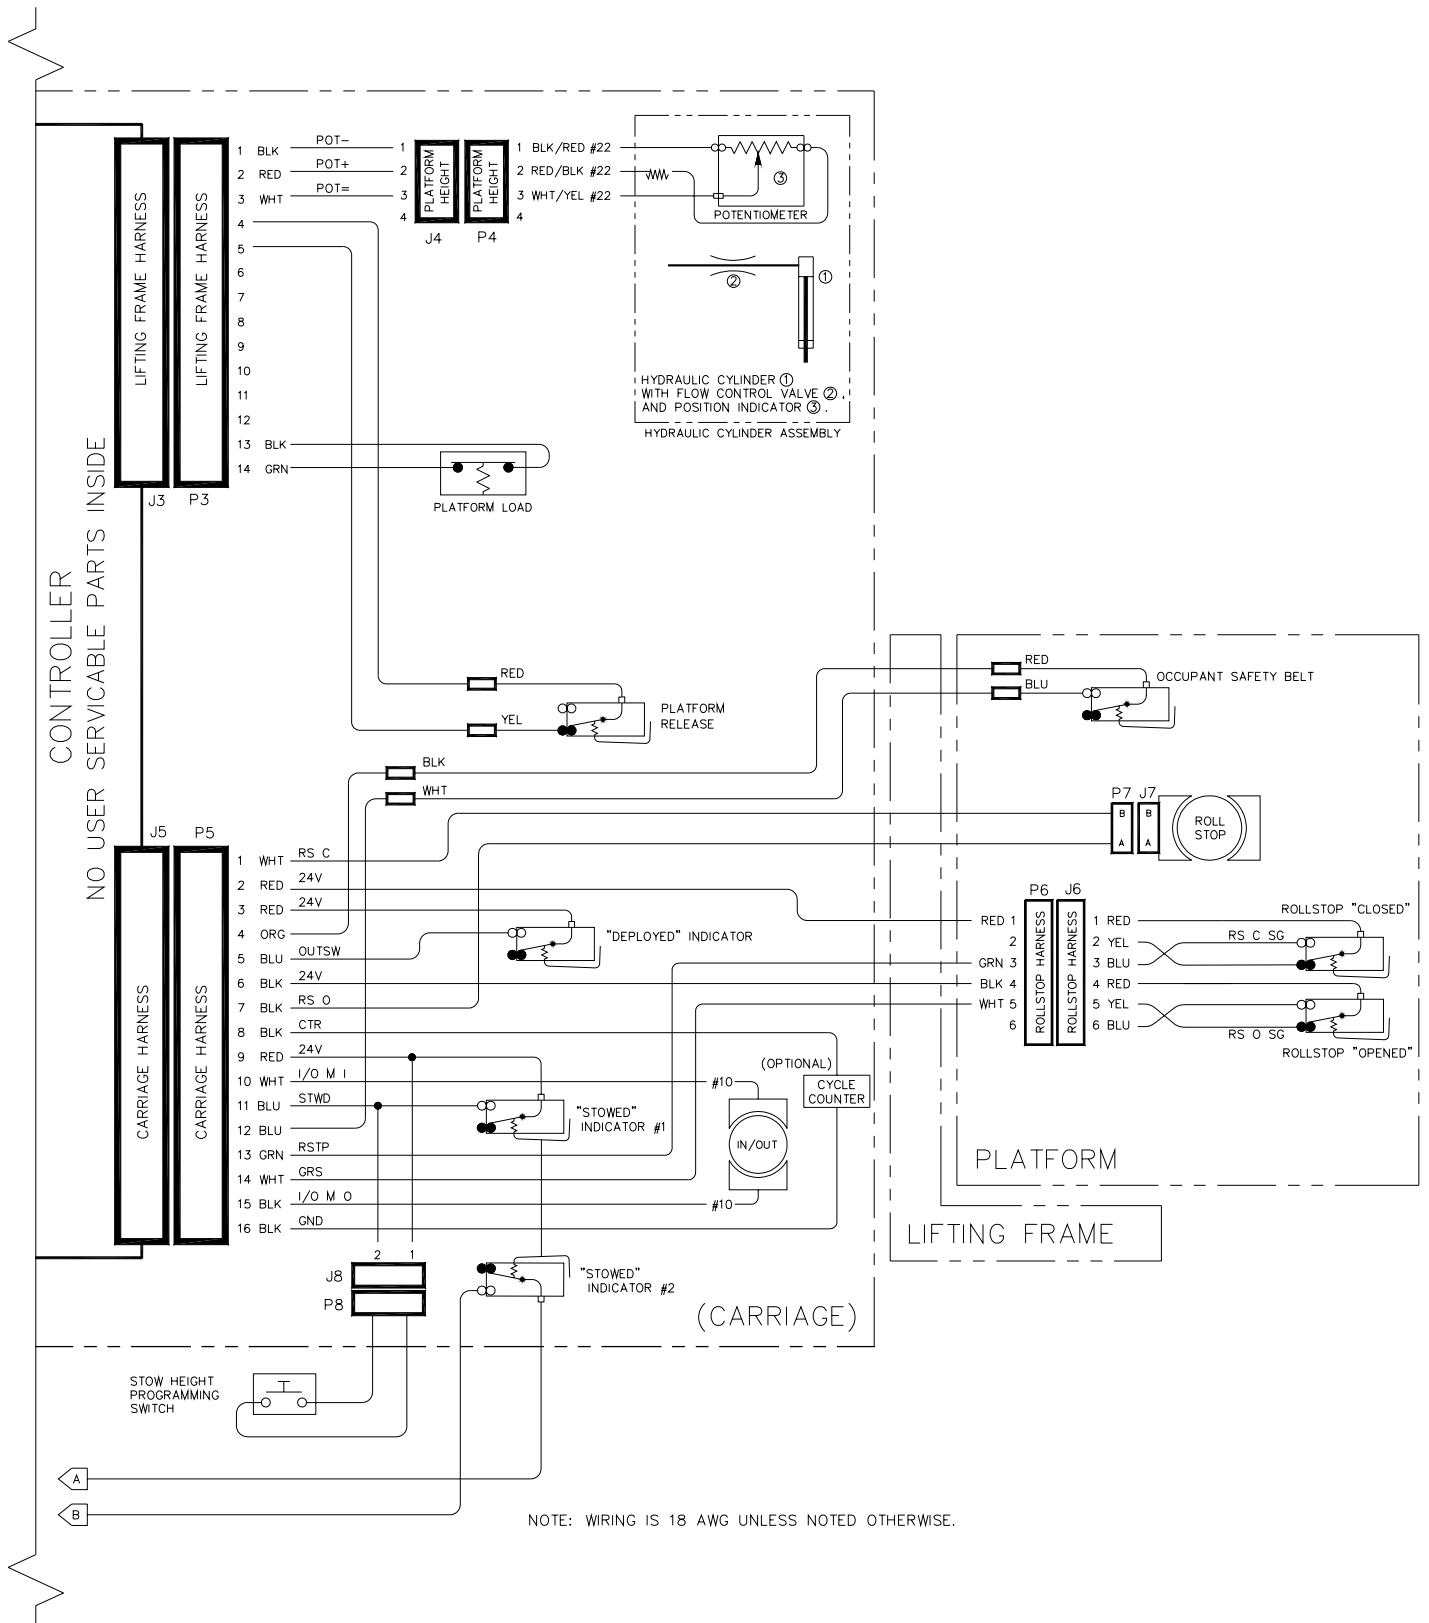 CONTROLLER
NO USER SERVICABLE PARTS INSIDE
LIFTING FRAME HARNESS
LIFTING FRAME HARNESS
J3
P3
1 BLK POT-
2 RED POT+
3 WHT POT=
4
5
6
7
8
9
10
11
12
13 BLK
14 GRN
1
2
3
4
PLATFORM HEIGHT
PLATFORM HEIGHT
J4
P4
1 BLK/RED #22
2 RED/BLK #22
3 WHT/YEL #22
4
③
POTENTIOMETER
②
①
HYDRAULIC CYLINDER ①
WITH FLOW CONTROL VALVE ②,
AND POSITION INDICATOR ③.
HYDRAULIC CYLINDER ASSEMBLY
PLATFORM LOAD
RED
YEL
PLATFORM
RELEASE
BLK
WHT
RED
BLU
OCCUPANT SAFETY BELT
P7 J7
B B
A A
ROLL
STOP
J5
P5
CARRIAGE HARNESS
CARRIAGE HARNESS
1 WHT RS C
2 RED 24V
3 RED 24V
4 ORG
5 BLU OUTSW
6 BLK 24V
7 BLK RS O
8 BLK CTR
9 RED 24V
10 WHT I/O M I
11 BLU STWD
12 BLU
13 GRN RSTP
14 WHT GRS
15 BLK I/O M O
16 BLK GND
"DEPLOYED" INDICATOR
P6 J6
RED 1
2
GRN 3
BLK 4
WHT 5
6
ROLLSTOP HARNESS
ROLLSTOP HARNESS
1 RED
2 YEL
3 BLU
4 RED
5 YEL
6 BLU
ROLLSTOP "CLOSED"
RS C SG
RS O SG
ROLLSTOP "OPENED"
(OPTIONAL)
CYCLE
COUNTER
#10
IN/OUT
#10
"STOWED"
INDICATOR #1
"STOWED"
INDICATOR #2
2 1
J8
P8
PLATFORM
LIFTING FRAME
(CARRIAGE)
STOW HEIGHT
PROGRAMMING
SWITCH
A
B
NOTE: WIRING IS 18 AWG UNLESS NOTED OTHERWISE.